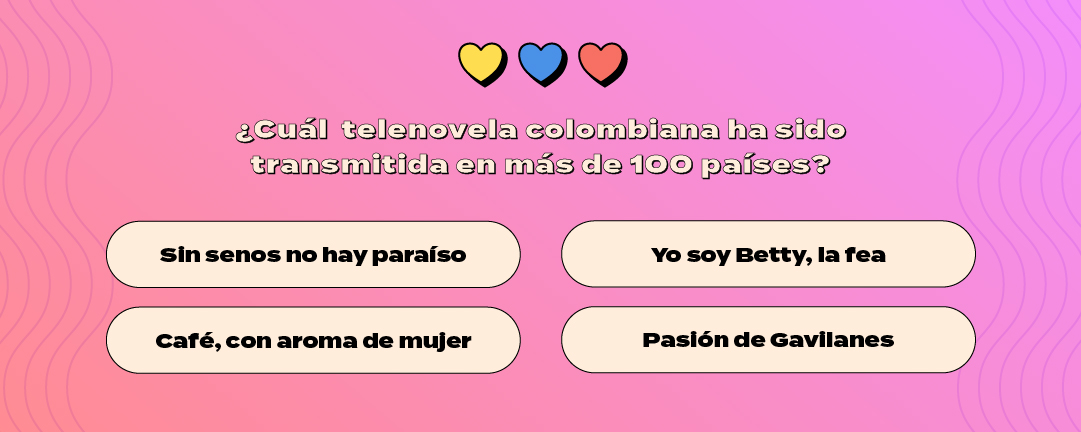 ¿Cuál telenovela colombiana ha sido
transmitida en más de 100 países?
Sin senos no hay paraíso
Yo soy Betty, la fea
Café, con aroma de mujer
Pasión de Gavilanes